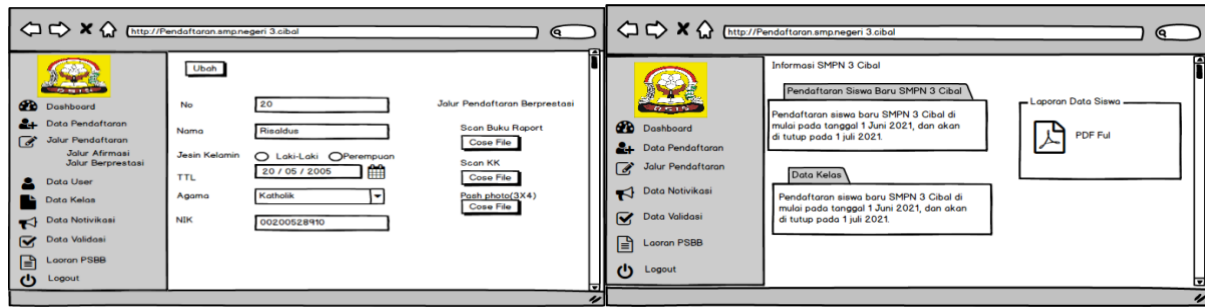 http://Pendaftaran.smp.negeri 3.cibal
Dashboard
Data Pendaftaran
Jalur Pendaftaran
Jalur Afirmasi
Jalur Berprestasi
Data User
Data Kelas
Data Notivikasi
Data Validasi
Laoran PSBB
Logout
Ubah
No 20
Nama Risaldus
Jesin Kelamin Laki-Laki Perempuan
TTL 20 / 05 / 2005
Agama Katholik
NIK 00200528910
Jalur Pendaftaran Berprestasi
Scan Buku Raport
Cose File
Scan KK
Cose File
Pash photo(3X4)
Cose File
http://Pendaftaran.smp.negeri 3.cibal
Dashboard
Data Pendaftaran
Jalur Pendaftaran
Data Notivikasi
Data Validasi
Laoran PSBB
Logout
Informasi SMPN 3 Cibal
Pendaftaran Siswa Baru SMPN 3 Cibal
Pendaftaran siswa baru SMPN 3 Cibal di
mulai pada tanggal 1 Juni 2021, dan akan
di tutup pada 1 juli 2021.
Data Kelas
Pendaftaran siswa baru SMPN 3 Cibal di
mulai pada tanggal 1 Juni 2021, dan akan
di tutup pada 1 juli 2021.
Laporan Data Siswa
PDF Ful